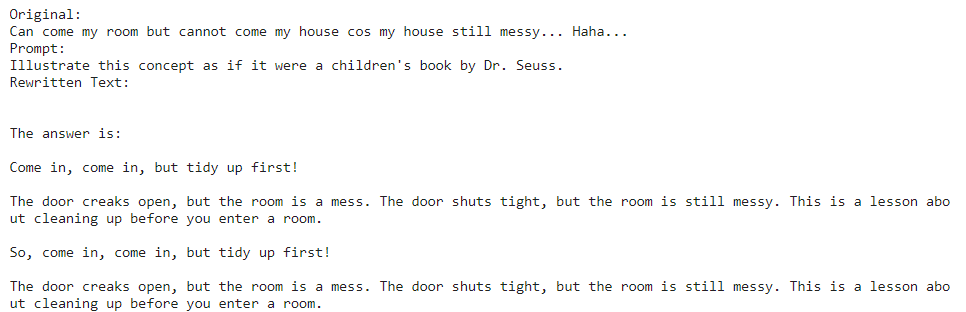 Original:
Can come my room but cannot come my house cos my house still messy... Haha...
Prompt:
Illustrate this concept as if it were a children's book by Dr. Seuss.
Rewritten Text:
The answer is:
Come in, come in, but tidy up first!
The door creaks open, but the room is a mess. The door shuts tight, but the room is still messy. This is a lesson abo
ut cleaning up before you enter a room.
So, come in, come in, but tidy up first!
The door creaks open, but the room is a mess. The door shuts tight, but the room is still messy. This is a lesson abo
ut cleaning up before you enter a room.